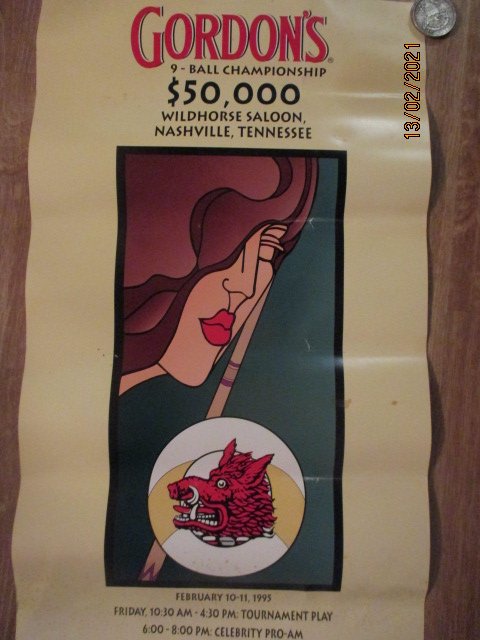 GORDON'S®
9-BALL CHAMPIONSHIP
$50,000
WILDHORSE SALOON,
NASHVILLE, TENNESSEE
13/02/2021
FEBRUARY 10-11, 1995
FRIDAY, 10:30 AM - 4:30 PM: TOURNAMENT PLAY
6:00 - 8:00 PM: CELEBRITY PRO-AM